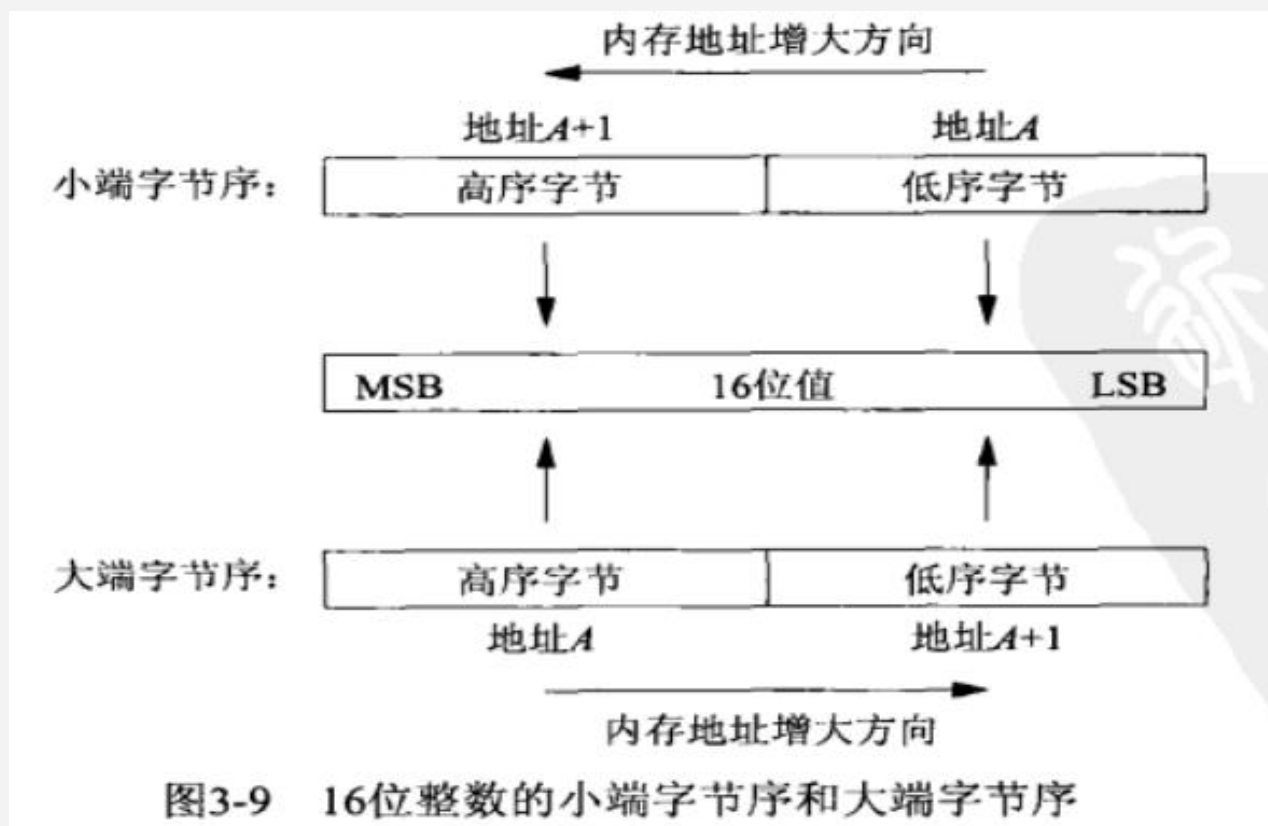 内存地址增大方向
地址A+1 地址A
小端字节序： 高序字节 低序字节
MSB 16位值 LSB
大端字节序： 高序字节 低序字节
地址A 地址A+1
内存地址增大方向
图3-9 16位整数的小端字节序和大端字节序